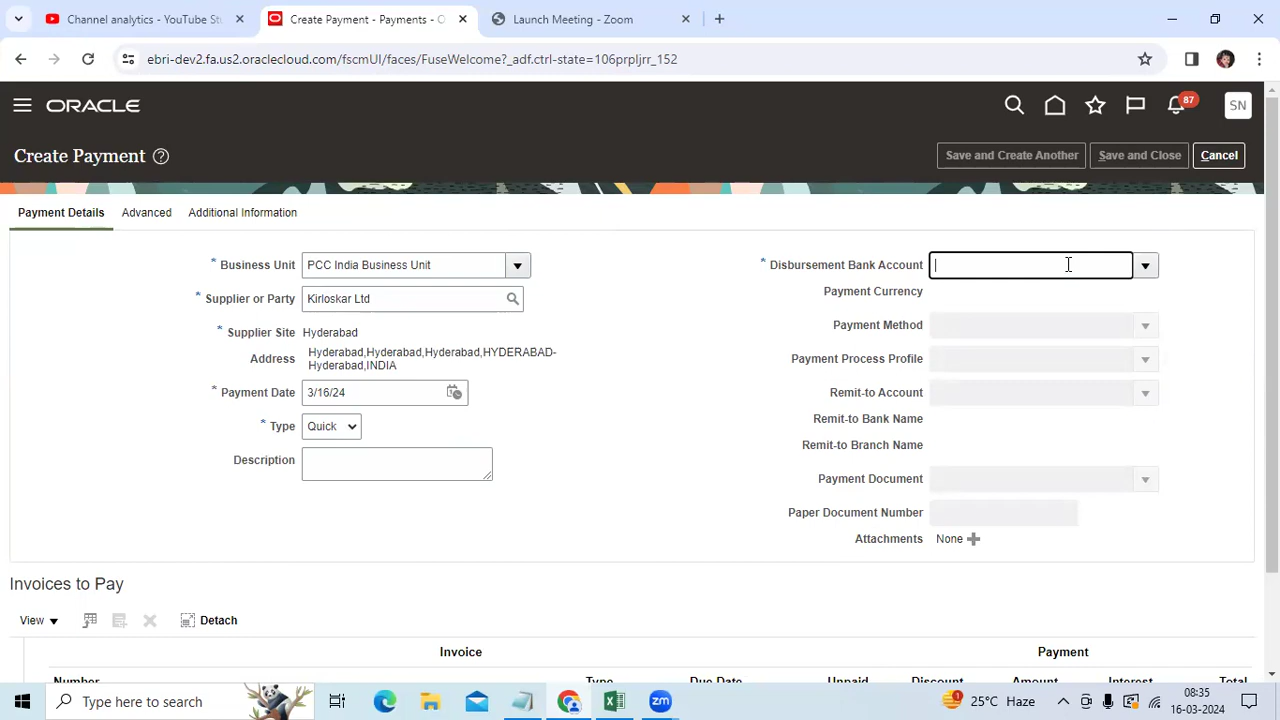 Channel analytics - YouTube St
Create Payment - Payments - O
Launch Meeting - Zoom
ebri-dev2.fa.us2.oraclecloud.com/fscmUI/faces/FuseWelcome?_adf.ctrl-state=106prpljrr_152
ORACLE
87
SN
Create Payment
Save and Create Another
Save and Close
Cancel
Payment Details
Advanced
Additional Information
* Business Unit PCC India Business Unit
* Supplier or Party Kirloskar Ltd
* Supplier Site Hyderabad
Address Hyderabad,Hyderabad,Hyderabad,HYDERABAD-
Hyderabad,INDIA
* Payment Date 3/16/24
* Type Quick
Description
* Disbursement Bank Account
Payment Currency
Payment Method
Payment Process Profile
Remit-to Account
Remit-to Bank Name
Remit-to Branch Name
Payment Document
Paper Document Number
Attachments None
Invoices to Pay
View
Detach
Invoice
Payment
Number Type Due Date Unpaid Discount Amount Interest Total
Type here to search
25°C Haze
08:35
16-03-2024